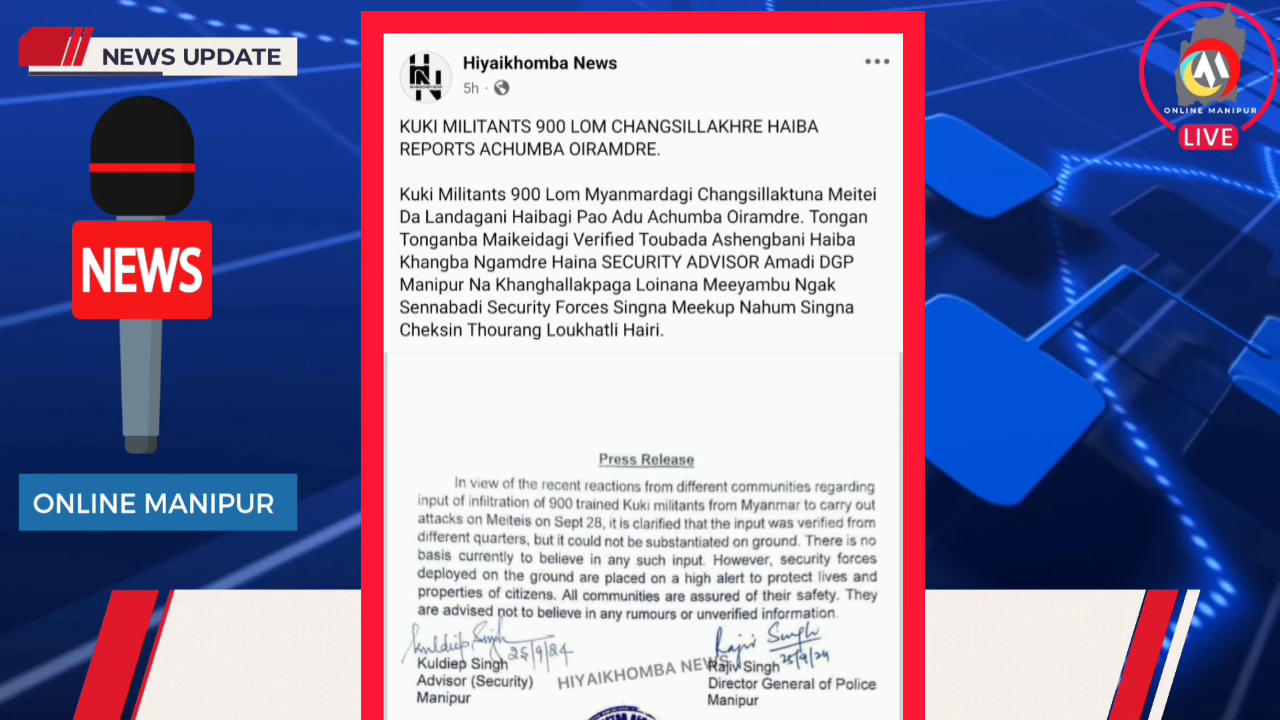 NEWS UPDATE
NEWS
ONLINE MANIPUR
ONLINE MANIPUR
LIVE
Hiyaikhomba News
5h ·
KUKI MILITANTS 900 LOM CHANGSILLAKHRE HAIBA
REPORTS ACHUMBA OIRAMDRE.
Kuki Militants 900 Lom Myanmardagi Changsillaktuna Meitei
Da Landagani Haibagi Pao Adu Achumba Oiramdre. Tongan
Tonganba Maikeidagi Verified Toubada Ashengbani Haiba
Khangba Ngamdre Haina SECURITY ADVISOR Amadi DGP
Manipur Na Khanghallakpaga Loinana Meeyambu Ngak
Sennabadi Security Forces Singna Meekup Nahum Singna
Cheksin Thourang Loukhatli Hairi.
Press Release
In view of the recent reactions from different communities regarding
input of infiltration of 900 trained Kuki militants from Myanmar to carry out
attacks on Meiteis on Sept 28, it is clarified that the input was verified from
different quarters, but it could not be substantiated on ground. There is no
basis currently to believe in any such input. However, security forces
deployed on the ground are placed on a high alert to protect lives and
properties of citizens. All communities are assured of their safety. They
are advised not to believe in any rumours or unverified information.
Kuldiep Singh 25/9/24
Kuldiep Singh
Advisor (Security)
Manipur
HIYAIKHOMBA NEWS
Rajiv Singh 25/9/24
Rajiv Singh
Director General of Police
Manipur